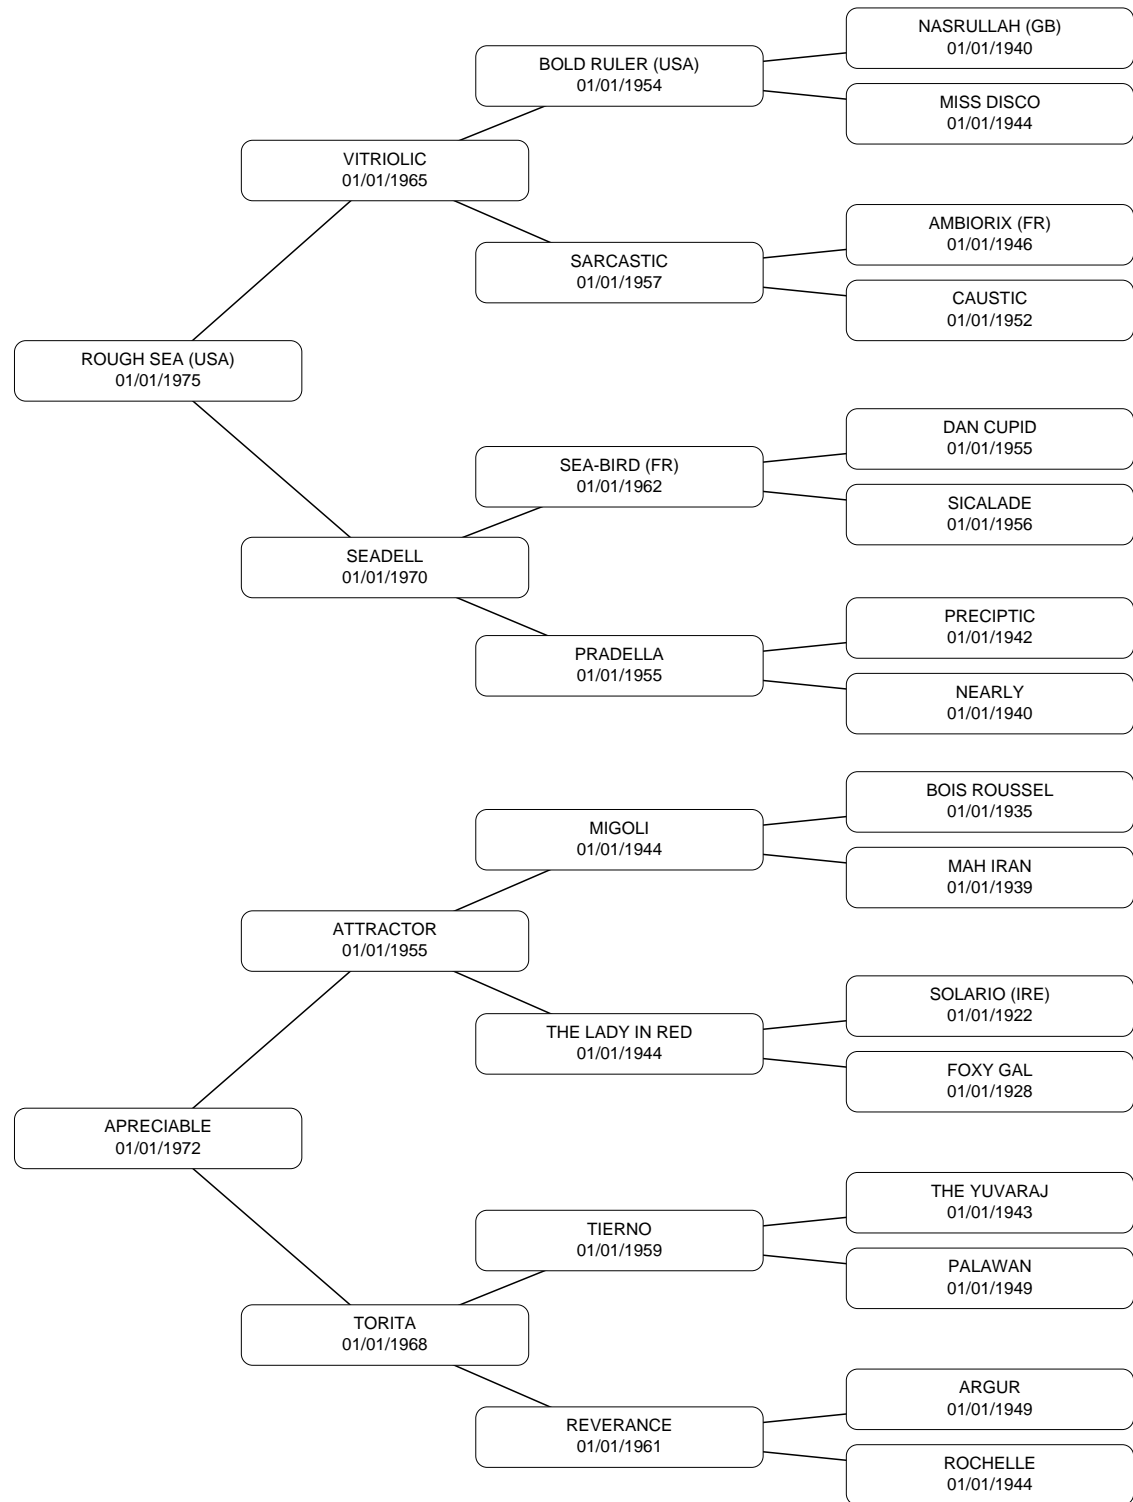 NASRULLAH (GB)
01/01/1940
BOLD RULER (USA)
01/01/1954
MISS DISCO
01/01/1944
VITRIOLIC
01/01/1965
AMBIORIX (FR)
01/01/1946
SARCASTIC
01/01/1957
CAUSTIC
01/01/1952
ROUGH SEA (USA)
01/01/1975
DAN CUPID
01/01/1955
SEA-BIRD (FR)
01/01/1962
SICALADE
01/01/1956
SEADELL
01/01/1970
PRECIPTIC
01/01/1942
PRADELLA
01/01/1955
NEARLY
01/01/1940
BOIS ROUSSEL
01/01/1935
MIGOLI
01/01/1944
MAH IRAN
01/01/1939
ATTRACTOR
01/01/1955
SOLARIO (IRE)
01/01/1922
THE LADY IN RED
01/01/1944
FOXY GAL
01/01/1928
APRECIABLE
01/01/1972
THE YUVARAJ
01/01/1943
TIERNO
01/01/1959
PALAWAN
01/01/1949
TORITA
01/01/1968
ARGUR
01/01/1949
REVERANCE
01/01/1961
ROCHELLE
01/01/1944